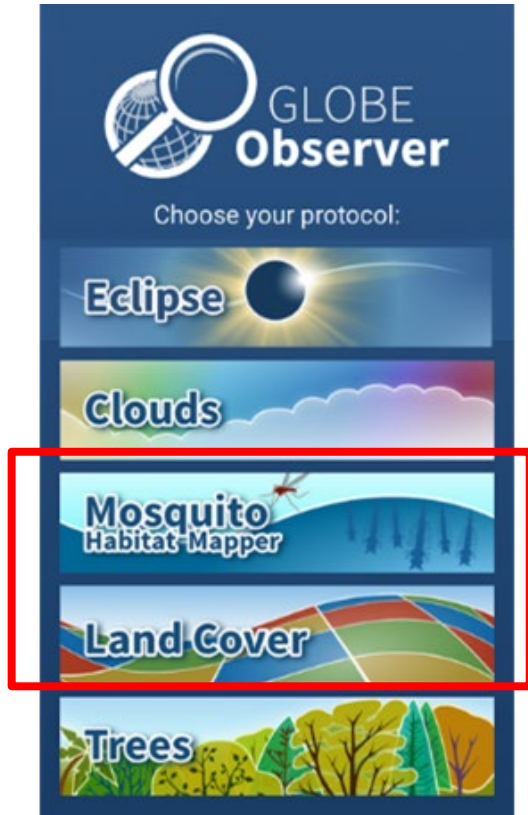 GLOBE
Observer
Choose your protocol:
Eclipse
Clouds
Mosquito
Habitat Mapper
Land Cover
Trees